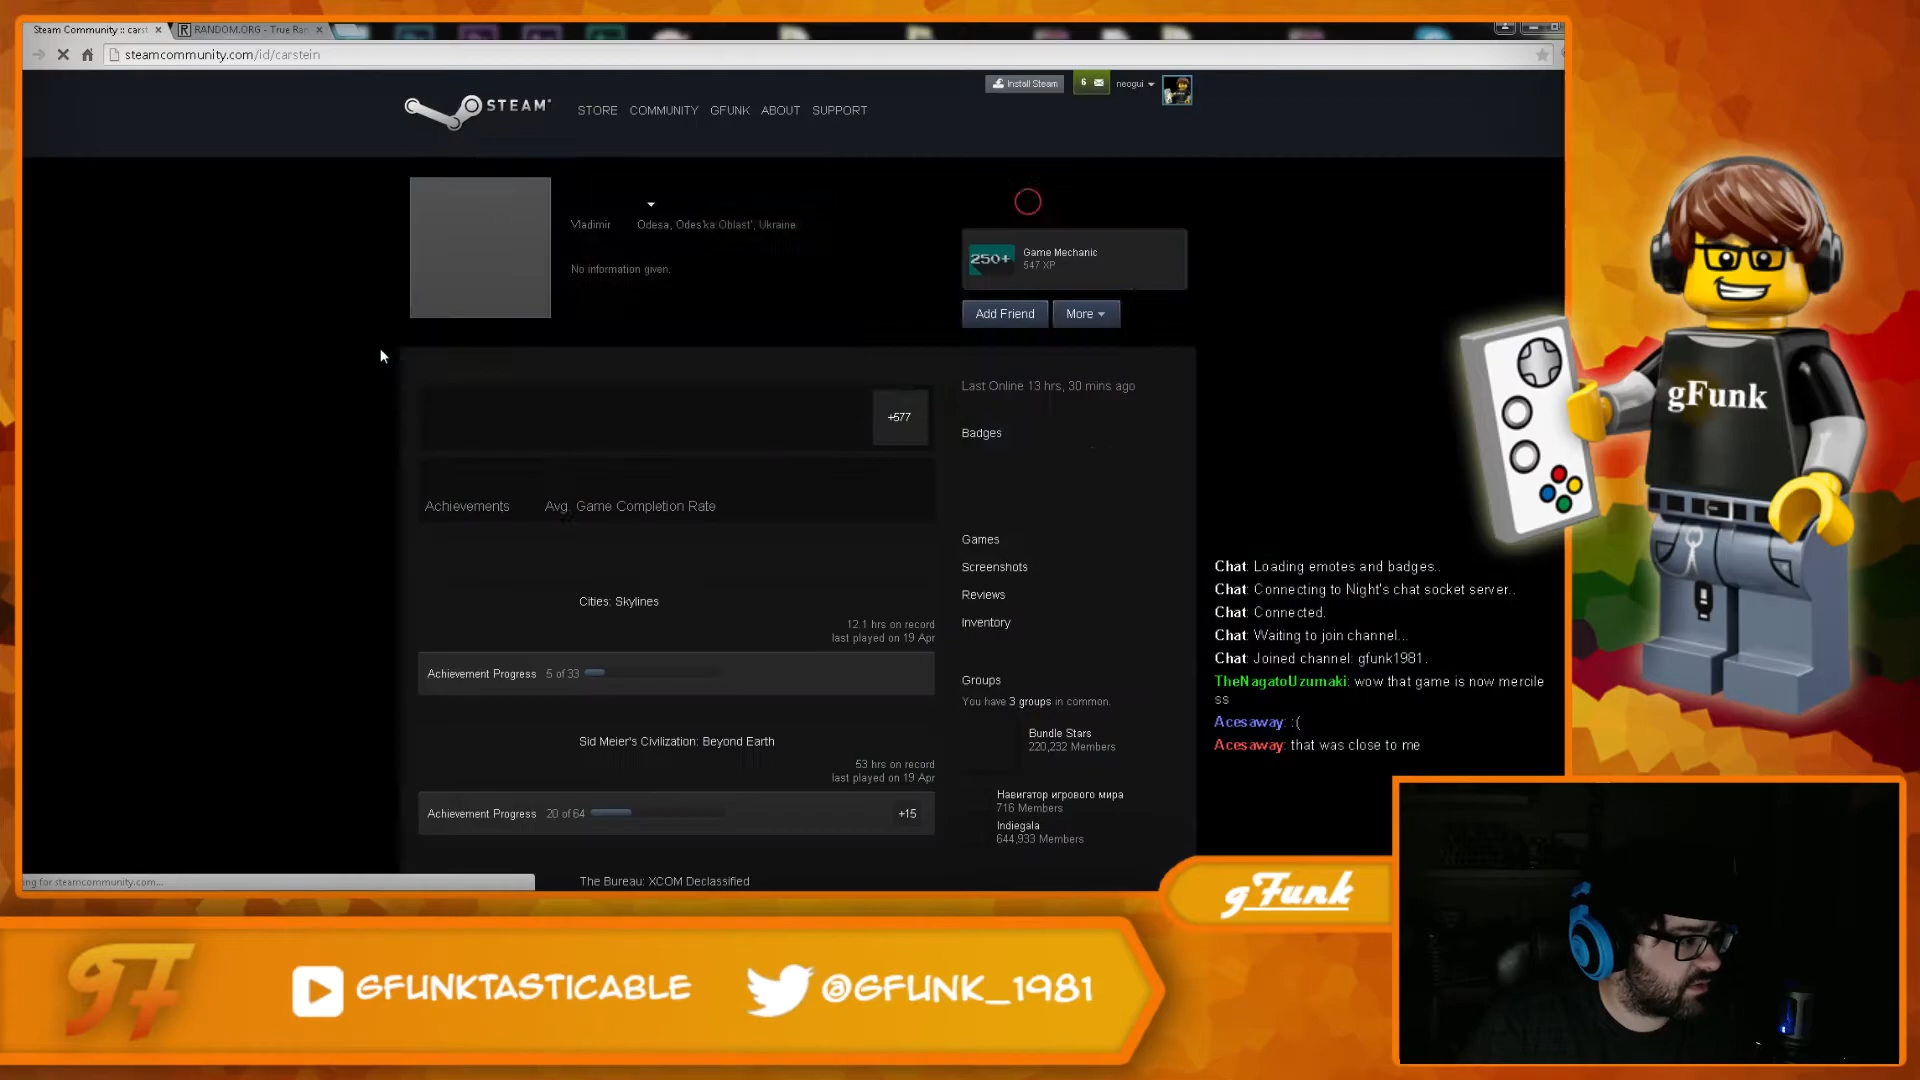 Steam Community :: carst
RANDOM.ORG - True Ran
steamcommunity.com/id/carstein
Install Steam
6
neogui
STEAM
STORE
COMMUNITY
GFUNK
ABOUT
SUPPORT
Vladimir
Odesa, Odes'ka Oblast', Ukraine
No information given.
250+
Game Mechanic
547 XP
Add Friend
More
+577
Last Online 13 hrs, 30 mins ago
Badges
Achievements
Avg. Game Completion Rate
Games
Screenshots
Reviews
Inventory
Cities: Skylines
12.1 hrs on record
last played on 19 Apr
Achievement Progress 5 of 33
Groups
You have 3 groups in common.
Bundle Stars
220,232 Members
Sid Meier's Civilization: Beyond Earth
53 hrs on record
last played on 19 Apr
Achievement Progress 20 of 64
+15
Навигатор игрового мира
716 Members
Indiegala
644,933 Members
The Bureau: XCOM Declassified
ng for steamcommunity.com...
gFunk
Chat: Loading emotes and badges..
Chat: Connecting to Night's chat socket server..
Chat: Connected.
Chat: Waiting to join channel...
Chat: Joined channel: gfunk1981.
TheNagatoUzumaki: wow that game is now mercile
ss
Acesaway: :(
Acesaway: that was close to me
gFunk
GFUNKTASTICABLE
@GFUNK_1981